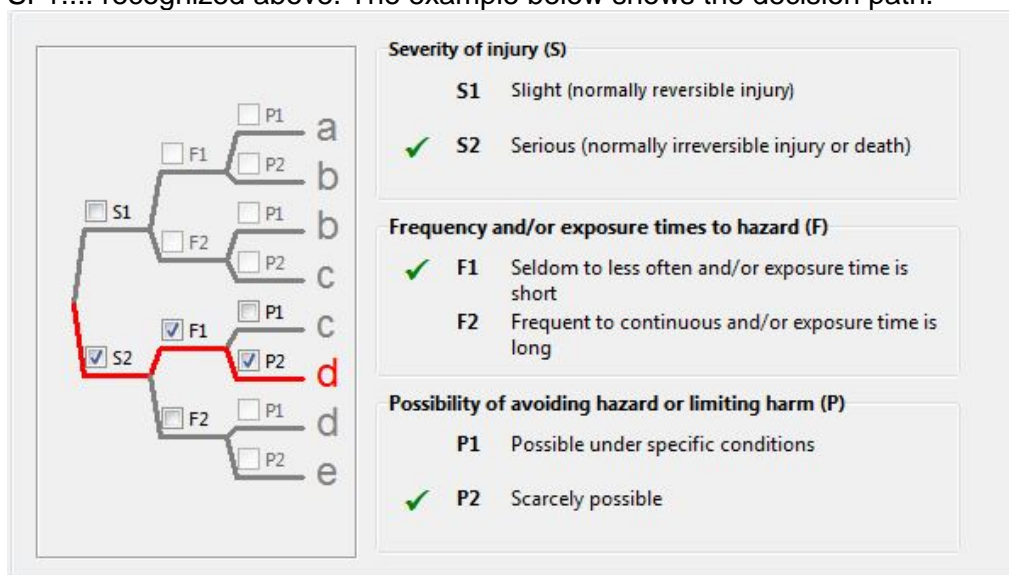 SF1.... recognized above. The example below shows the decision path.
P1
a
F1
P2
b
S1
P1
b
F2
P2
c
P1
c
F1
S2
P2
d
P1
d
F2
P2
e
Severity of injury (S)
S1 Slight (normally reversible injury)
S2 Serious (normally irreversible injury or death)
Frequency and/or exposure times to hazard (F)
F1 Seldom to less often and/or exposure time is
short
F2 Frequent to continuous and/or exposure time is
long
Possibility of avoiding hazard or limiting harm (P)
P1 Possible under specific conditions
P2 Scarcely possible